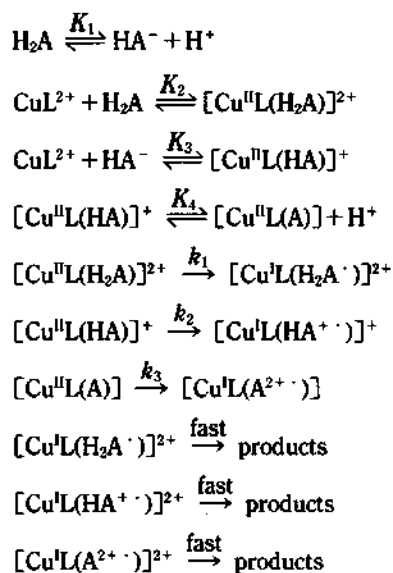 H₂A ⇌ HA⁻ + H⁺ (K₁)
CuL²⁺ + H₂A ⇌ [CuᴵᴵL(H₂A)]²⁺ (K₂)
CuL²⁺ + HA⁻ ⇌ [CuᴵᴵL(HA)]⁺ (K₃)
[CuᴵᴵL(HA)]⁺ ⇌ [CuᴵᴵL(A)] + H⁺ (K₄)
[CuᴵᴵL(H₂A)]²⁺ →(k₁) [CuᴵL(H₂A˙)]²⁺
[CuᴵᴵL(HA)]⁺ →(k₂) [CuᴵL(HA⁺˙)]⁺
[CuᴵᴵL(A)] →(k₃) [CuᴵL(A²⁺˙)]
[CuᴵL(H₂A˙)]²⁺ →(fast) products
[CuᴵL(HA⁺˙)]²⁺ →(fast) products
[CuᴵL(A²⁺˙)]²⁺ →(fast) products